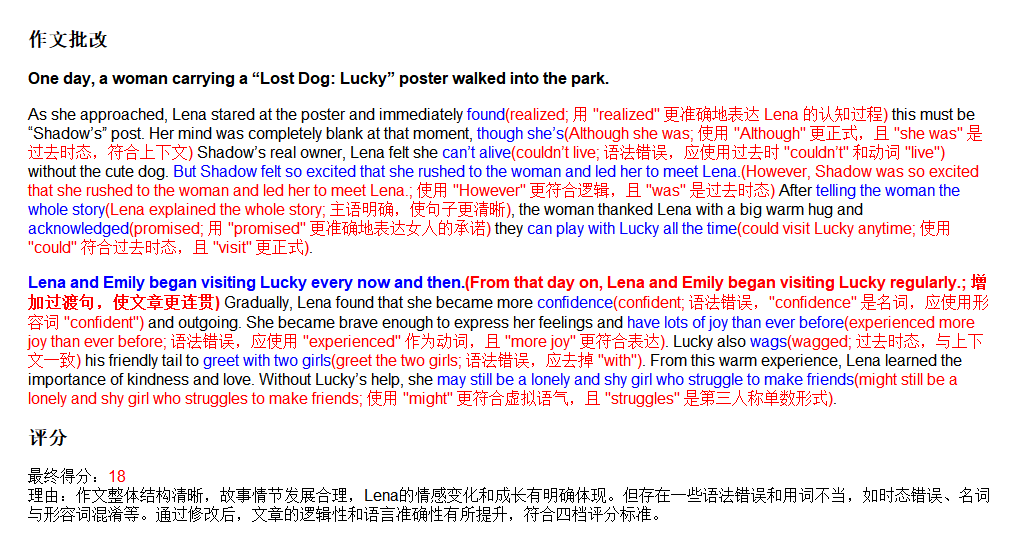 作文批改
One day, a woman carrying a “Lost Dog: Lucky” poster walked into the park.
As she approached, Lena stared at the poster and immediately found(realized; 用 "realized" 更准确地表达 Lena 的认知过程) this must be
“Shadow’s” post. Her mind was completely blank at that moment, though she’s(Although she was; 使用 "Although" 更正式，且 "she was" 是
过去时态，符合上下文) Shadow’s real owner, Lena felt she can’t alive(couldn’t live; 语法错误，应使用过去时 "couldn’t" 和动词 "live")
without the cute dog. But Shadow felt so excited that she rushed to the woman and led her to meet Lena.(However, Shadow was so excited
that she rushed to the woman and led her to meet Lena.; 使用 "However" 更符合逻辑，且 "was" 是过去时态) After telling the woman the
whole story(Lena explained the whole story; 主语明确，使句子更清晰), the woman thanked Lena with a big warm hug and
acknowledged(promised; 用 "promised" 更准确地表达女人的承诺) they can play with Lucky all the time(could visit Lucky anytime; 使用
"could" 符合过去时态，且 "visit" 更正式).
Lena and Emily began visiting Lucky every now and then.(From that day on, Lena and Emily began visiting Lucky regularly.; 增
加过渡句，使文章更连贯) Gradually, Lena found that she became more confidence(confident; 语法错误，"confidence" 是名词，应使用形
容词 "confident") and outgoing. She became brave enough to express her feelings and have lots of joy than ever before(experienced more
joy than ever before; 语法错误，应使用 "experienced" 作为动词，且 "more joy" 更符合表达). Lucky also wags(wagged; 过去时态，与上下
文一致) his friendly tail to greet with two girls(greet the two girls; 语法错误，应去掉 "with"). From this warm experience, Lena learned the
importance of kindness and love. Without Lucky’s help, she may still be a lonely and shy girl who struggle to make friends(might still be a
lonely and shy girl who struggles to make friends; 使用 "might" 更符合虚拟语气，且 "struggles" 是第三人称单数形式).
评分
最终得分：18
理由：作文整体结构清晰，故事情节发展合理，Lena的情感变化和成长有明确体现。但存在一些语法错误和用词不当，如时态错误、名词
与形容词混淆等。通过修改后，文章的逻辑性和语言准确性有所提升，符合四档评分标准。